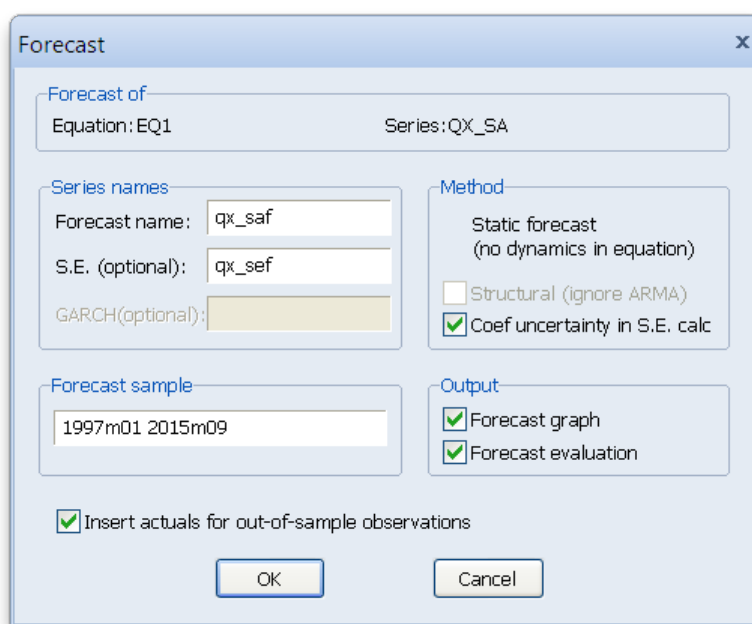 Forecast
x
Forecast of
Equation:EQ1 Series:QX_SA
Series names
Forecast name: qx_saf
S.E. (optional): qx_sef
GARCH(optional):
Method
Static forecast
(no dynamics in equation)
Structural (ignore ARMA)
Coef uncertainty in S.E. calc
Forecast sample
1997m01 2015m09
Output
Forecast graph
Forecast evaluation
Insert actuals for out-of-sample observations
OK Cancel